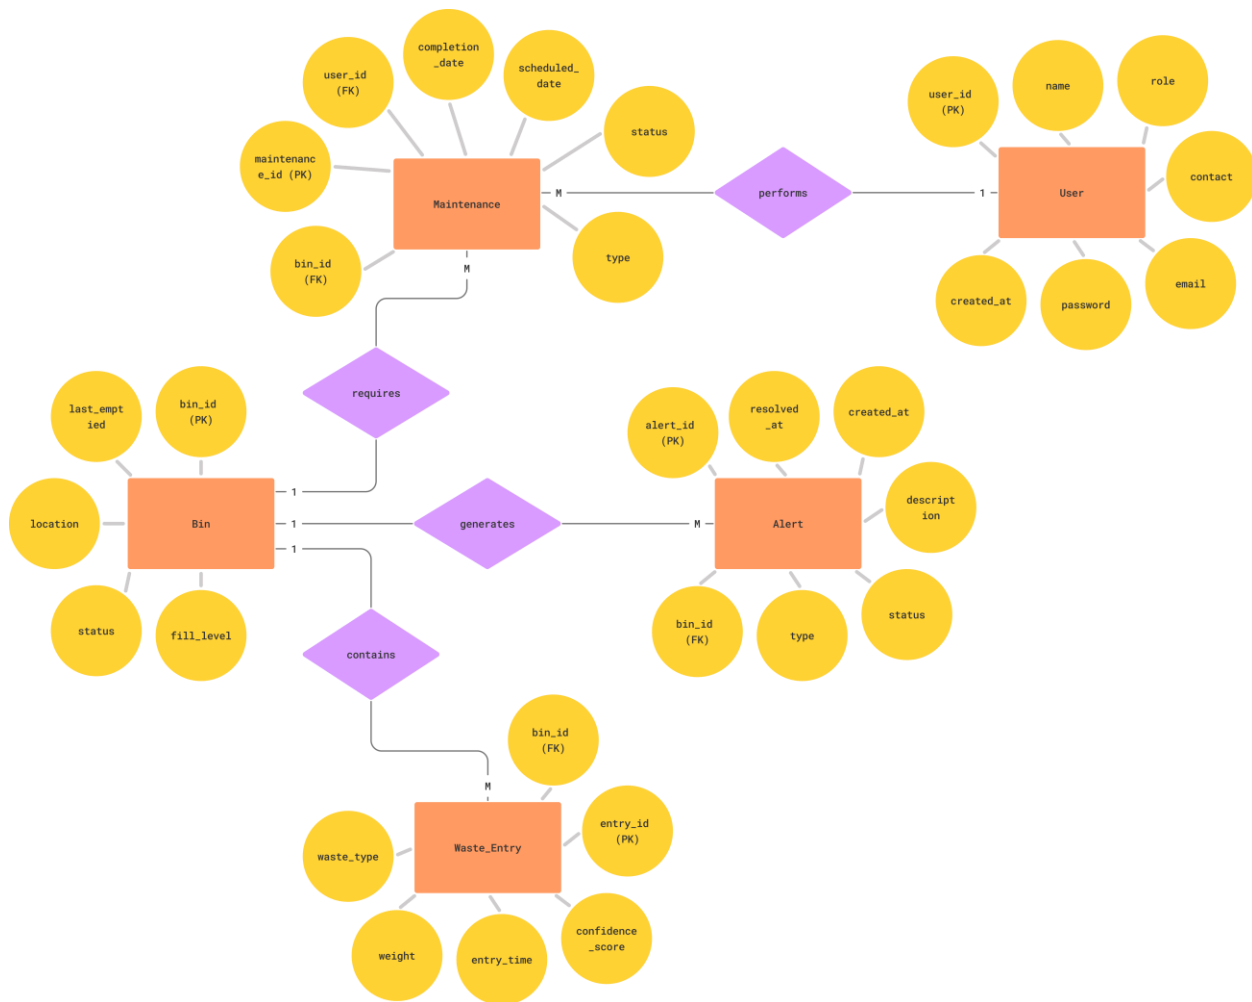 completion
_date
scheduled_
date
user_id
(FK)
status
maintenanc
e_id (PK)
Maintenance
bin_id
(FK)
type
M
M
performs
1
user_id
(PK)
name
role
contact
User
created_at
password
email
requires
last_empt
ied
bin_id
(PK)
location
Bin
status
fill_level
1
1
1
generates
M
alert_id
(PK)
resolved
_at
created_at
descript
ion
Alert
bin_id
(FK)
type
status
contains
M
bin_id
(FK)
entry_id
(PK)
waste_type
Waste_Entry
weight
entry_time
confidence
_score